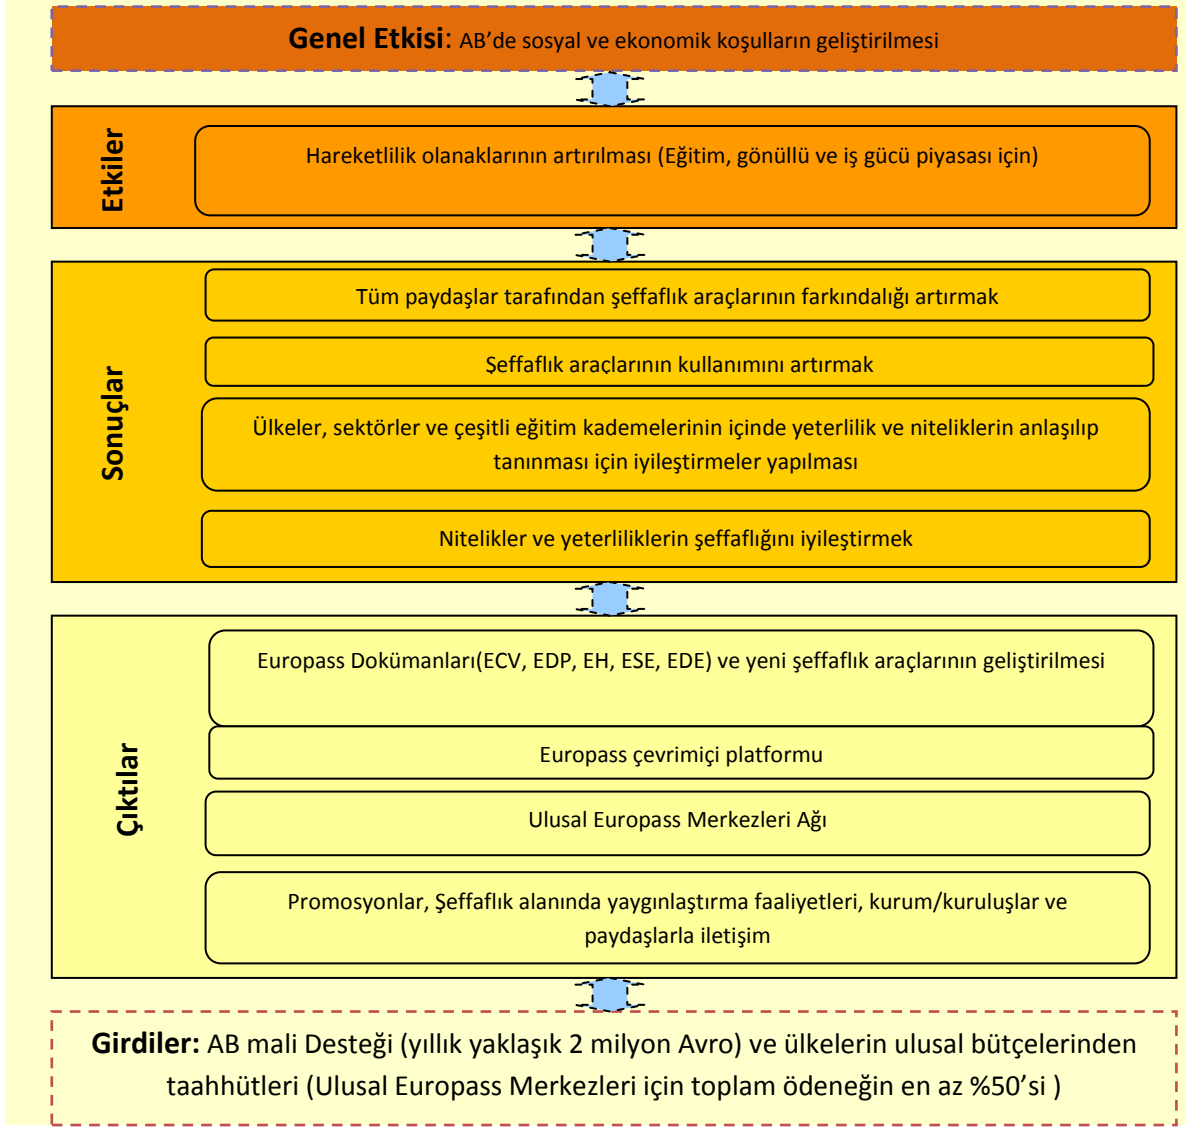 Genel Etkisi: AB’de sosyal ve ekonomik koşulların geliştirilmesi
Etkiler
Hareketlilik olanaklarının artırılması (Eğitim, gönüllü ve iş gücü piyasası için)
Sonuçlar
Tüm paydaşlar tarafından şeffaflık araçlarının farkındalığı artırmak
Şeffaflık araçlarının kullanımını artırmak
Ülkeler, sektörler ve çeşitli eğitim kademelerinin içinde yeterlilik ve niteliklerin anlaşılıp
tanınması için iyileştirmeler yapılması
Nitelikler ve yeterliliklerin şeffaflığını iyileştirmek
Çıktılar
Europass Dokümanları(ECV, EDP, EH, ESE, EDE) ve yeni şeffaflık araçlarının geliştirilmesi
Europass çevrimiçi platformu
Ulusal Europass Merkezleri Ağı
Promosyonlar, Şeffaflık alanında yaygınlaştırma faaliyetleri, kurum/kuruluşlar ve
paydaşlarla iletişim
Girdiler: AB mali Desteği (yıllık yaklaşık 2 milyon Avro) ve ülkelerin ulusal bütçelerinden
taahhütleri (Ulusal Europass Merkezleri için toplam ödeneğin en az %50’si )